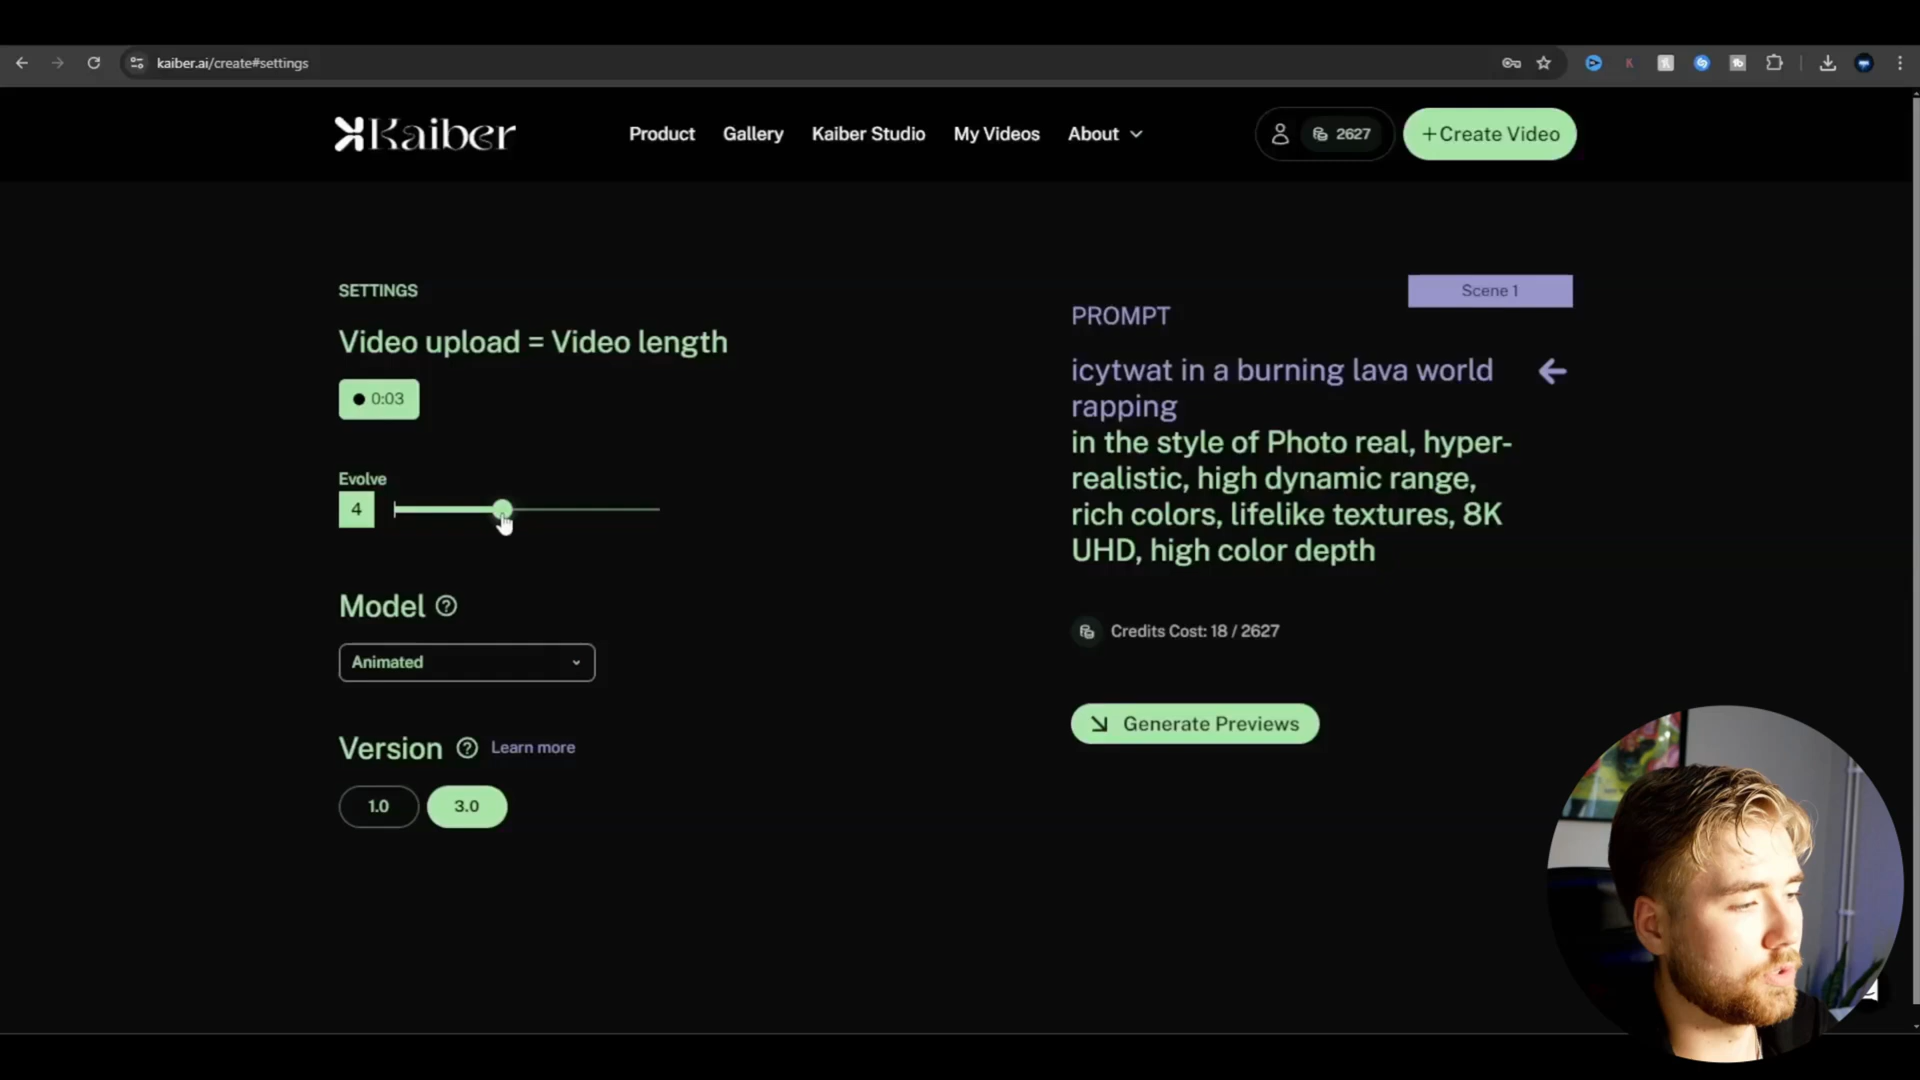 kaiber.ai/create#settings
Kaiber
Product
Gallery
Kaiber Studio
My Videos
About
2627
+Create Video
SETTINGS
Video upload = Video length
0:03
Evolve
4
Model
Animated
Version
Learn more
1.0
3.0
Scene 1
PROMPT
icytwat in a burning lava world
rapping
in the style of Photo real, hyper-
realistic, high dynamic range,
rich colors, lifelike textures, 8K
UHD, high color depth
Credits Cost: 18 / 2627
Generate Previews